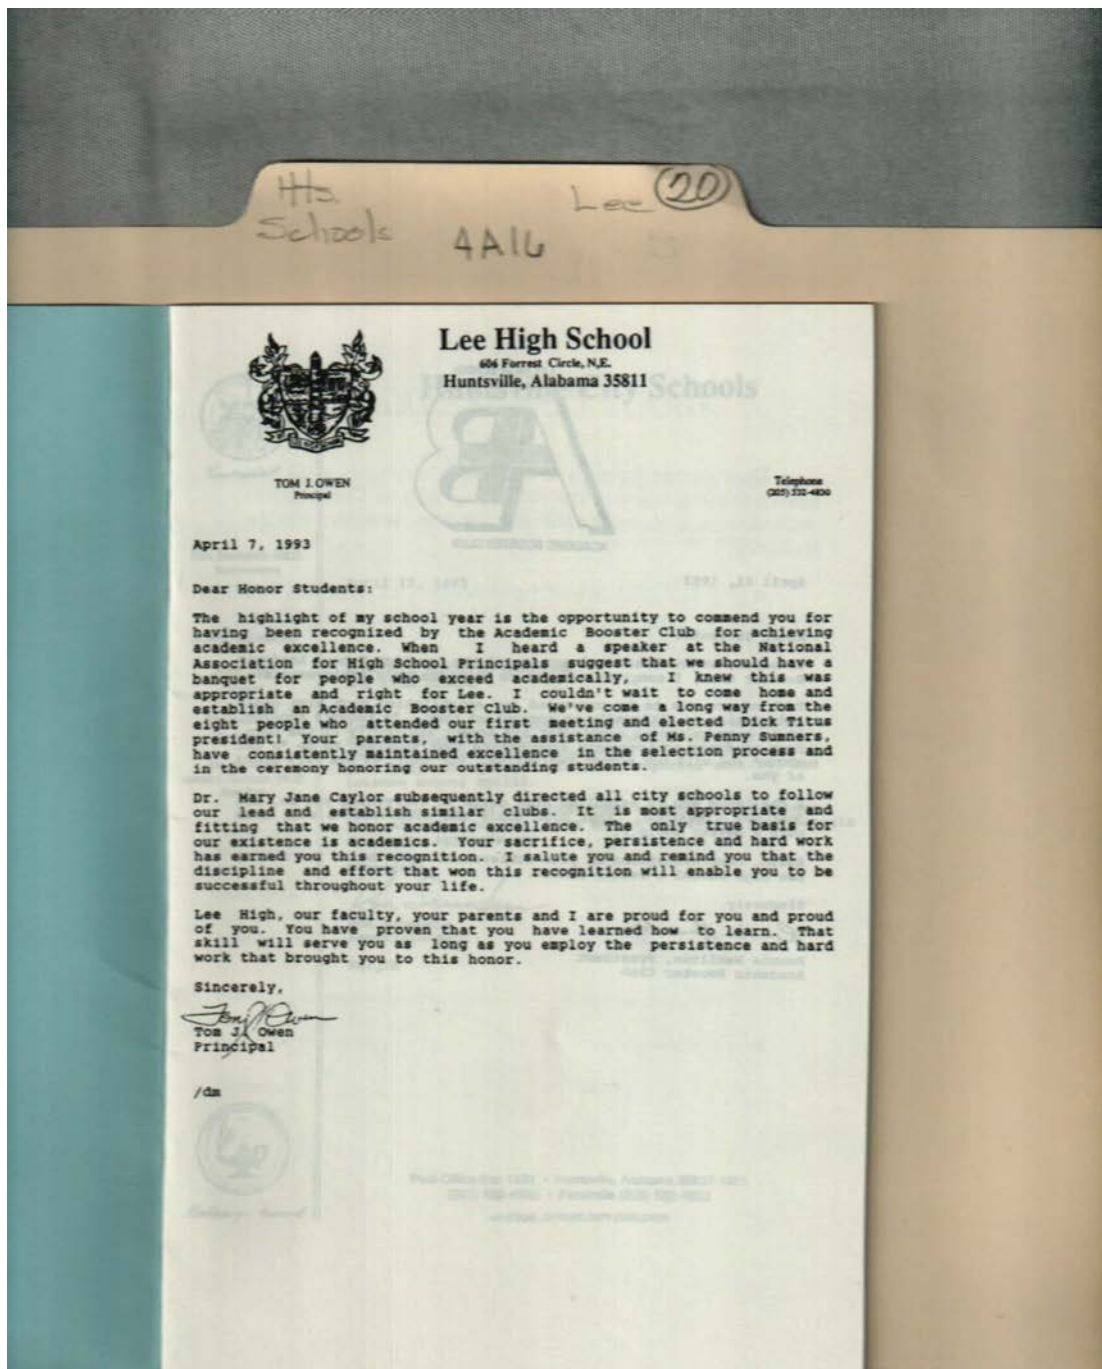 Hts.
Schools
Lee 20
4A16
Lee High School
606 Forrest Circle, N.E.
Huntsville, Alabama 35811
TOM J. OWEN
Principal
Telephone
(205) 532-4830
April 7, 1993
Dear Honor Students:
The highlight of my school year is the opportunity to commend you for
having been recognized by the Academic Booster Club for achieving
academic excellence. When I heard a speaker at the National
Association for High School Principals suggest that we should have a
banquet for people who exceed academically, I knew this was
appropriate and right for Lee. I couldn't wait to come home and
establish an Academic Booster Club. We've come a long way from the
eight people who attended our first meeting and elected Dick Titus
president! Your parents, with the assistance of Ms. Penny Sumners,
have consistently maintained excellence in the selection process and
in the ceremony honoring our outstanding students.
Dr. Mary Jane Caylor subsequently directed all city schools to follow
our lead and establish similar clubs. It is most appropriate and
fitting that we honor academic excellence. The only true basis for
our existence is academics. Your sacrifice, persistence and hard work
has earned you this recognition. I salute you and remind you that the
discipline and effort that won this recognition will enable you to be
successful throughout your life.
Lee High, our faculty, your parents and I are proud for you and proud
of you. You have proven that you have learned how to learn. That
skill will serve you as long as you employ the persistence and hard
work that brought you to this honor.
Sincerely,
Tom J. Owen
Tom J. Owen
Principal
/dm